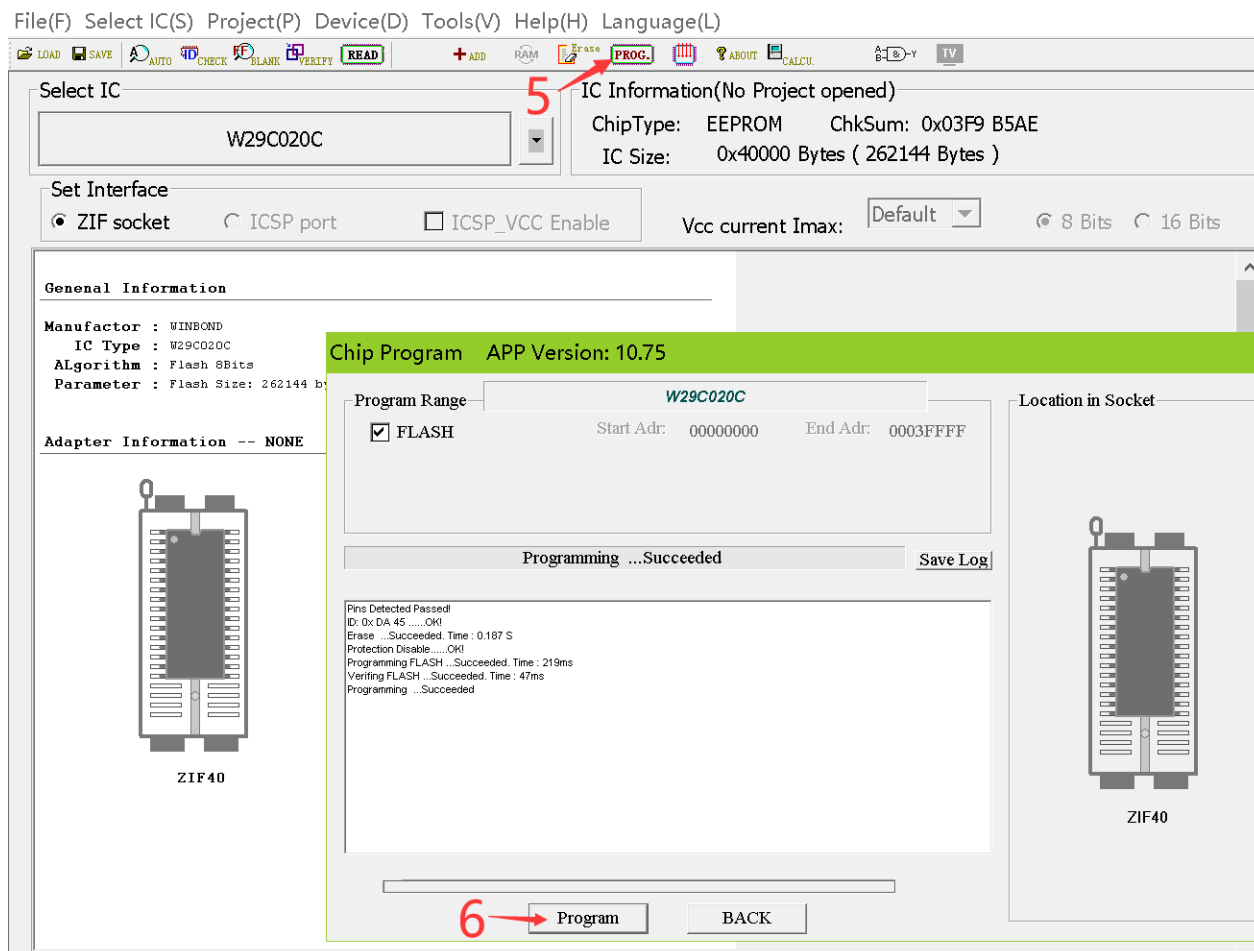 File(F) Select IC(S) Project(P) Device(D) Tools(V) Help(H) Language(L)
LOAD SAVE AUTO CHECK BLANK VERIFY READ ADD RAM Erase PROG. ABOUT CALCU. TV
5
Select IC
W29C020C
IC Information(No Project opened)
ChipType: EEPROM ChkSum: 0x03F9 B5AE
IC Size: 0x40000 Bytes ( 262144 Bytes )
Set Interface
ZIF socket ICSP port ICSP_VCC Enable Vcc current Imax: Default 8 Bits 16 Bits
Genenal Information
Manufactor : WINBOND
IC Type : W29C020C
ALgorithm : Flash 8Bits
Parameter : Flash Size: 262144 by
Adapter Information -- NONE
ZIF40
Chip Program APP Version: 10.75
Program Range W29C020C
FLASH Start Adr: 00000000 End Adr: 0003FFFF
Programming ...Succeeded Save Log
Pins Detected Passed!
ID: 0x DA 45 ......OK!
Erase ...Succeeded. Time : 0.187 S
Protection Disable......OK!
Programming FLASH ...Succeeded. Time : 219ms
Verifing FLASH ...Succeeded. Time : 47ms
Programming ...Succeeded
6 Program BACK
Location in Socket
ZIF40